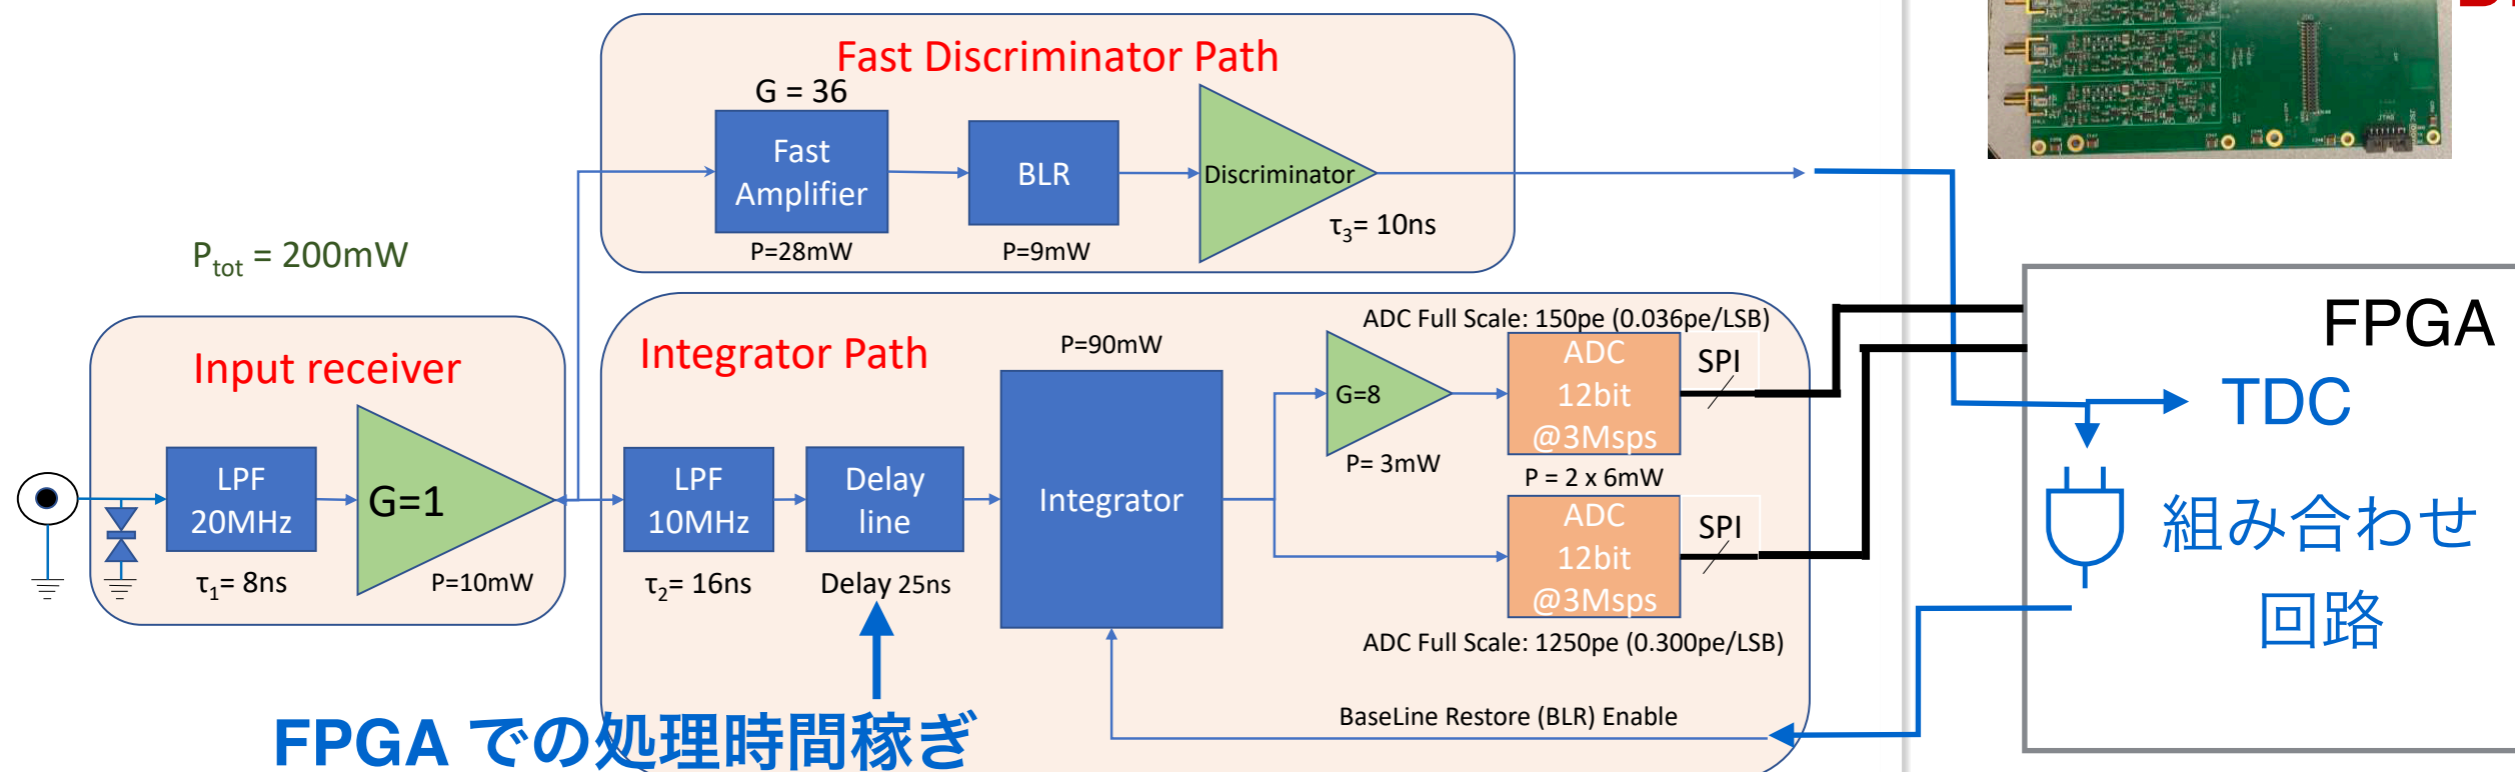 Fast Discriminator Path
G = 36
Fast
Amplifier
P=28mW
BLR
P=9mW
Discriminator
τ3= 10ns
Ptot = 200mW
Input receiver
LPF
20MHz
τ1= 8ns
G=1
P=10mW
Integrator Path
LPF
10MHz
τ2= 16ns
Delay
line
Delay 25ns
P=90mW
Integrator
ADC Full Scale: 150pe (0.036pe/LSB)
G=8
P= 3mW
ADC
12bit
@3Msps
SPI
P = 2 x 6mW
ADC
12bit
@3Msps
SPI
ADC Full Scale: 1250pe (0.300pe/LSB)
BaseLine Restore (BLR) Enable
FPGA での処理時間稼ぎ
FPGA
TDC
組み合わせ
回路
JTAG